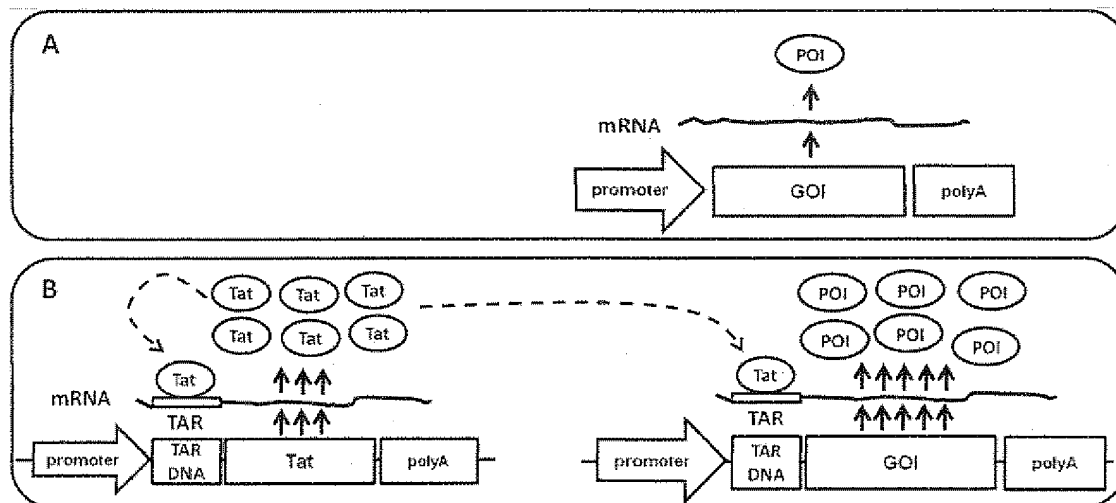 A
POI
mRNA
promoter
GOI
polyA
B
Tat Tat Tat
Tat Tat Tat
Tat
mRNA
TAR
promoter
TAR
DNA
Tat
polyA
POI POI POI
POI POI POI
Tat
TAR
promoter
TAR
DNA
GOI
polyA